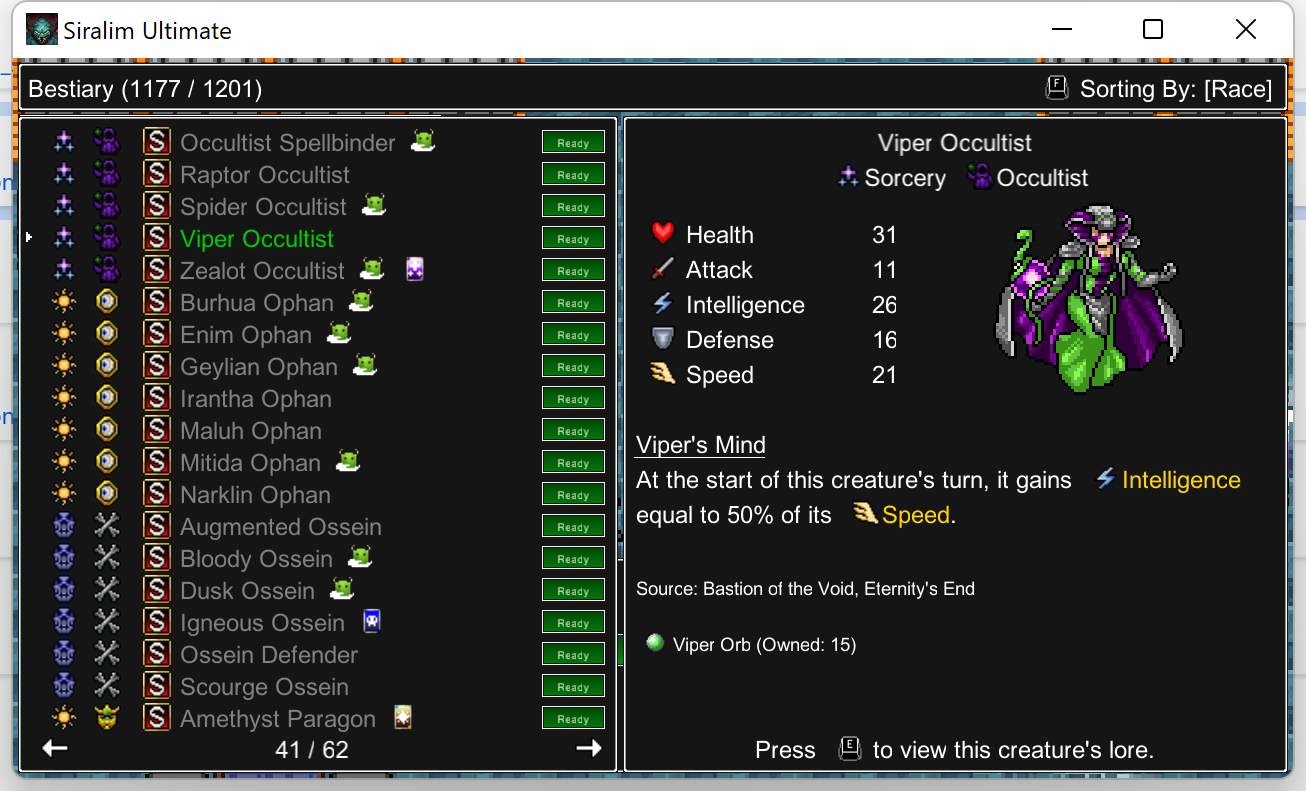 Siralim Ultimate
Bestiary (1177 / 1201)
F Sorting By: [Race]
S Occultist Spellbinder Ready
S Raptor Occultist Ready
S Spider Occultist Ready
S Viper Occultist Ready
S Zealot Occultist Ready
S Burhua Ophan Ready
S Enim Ophan Ready
S Geylian Ophan Ready
S Irantha Ophan Ready
S Maluh Ophan Ready
S Mitida Ophan Ready
S Narklin Ophan Ready
S Augmented Ossein Ready
S Bloody Ossein Ready
S Dusk Ossein Ready
S Igneous Ossein Ready
S Ossein Defender Ready
S Scourge Ossein Ready
S Amethyst Paragon Ready
41 / 62
Viper Occultist
Sorcery Occultist
Health 31
Attack 11
Intelligence 26
Defense 16
Speed 21
Viper's Mind
At the start of this creature's turn, it gains Intelligence
equal to 50% of its Speed.
Source: Bastion of the Void, Eternity's End
Viper Orb (Owned: 15)
Press E to view this creature's lore.